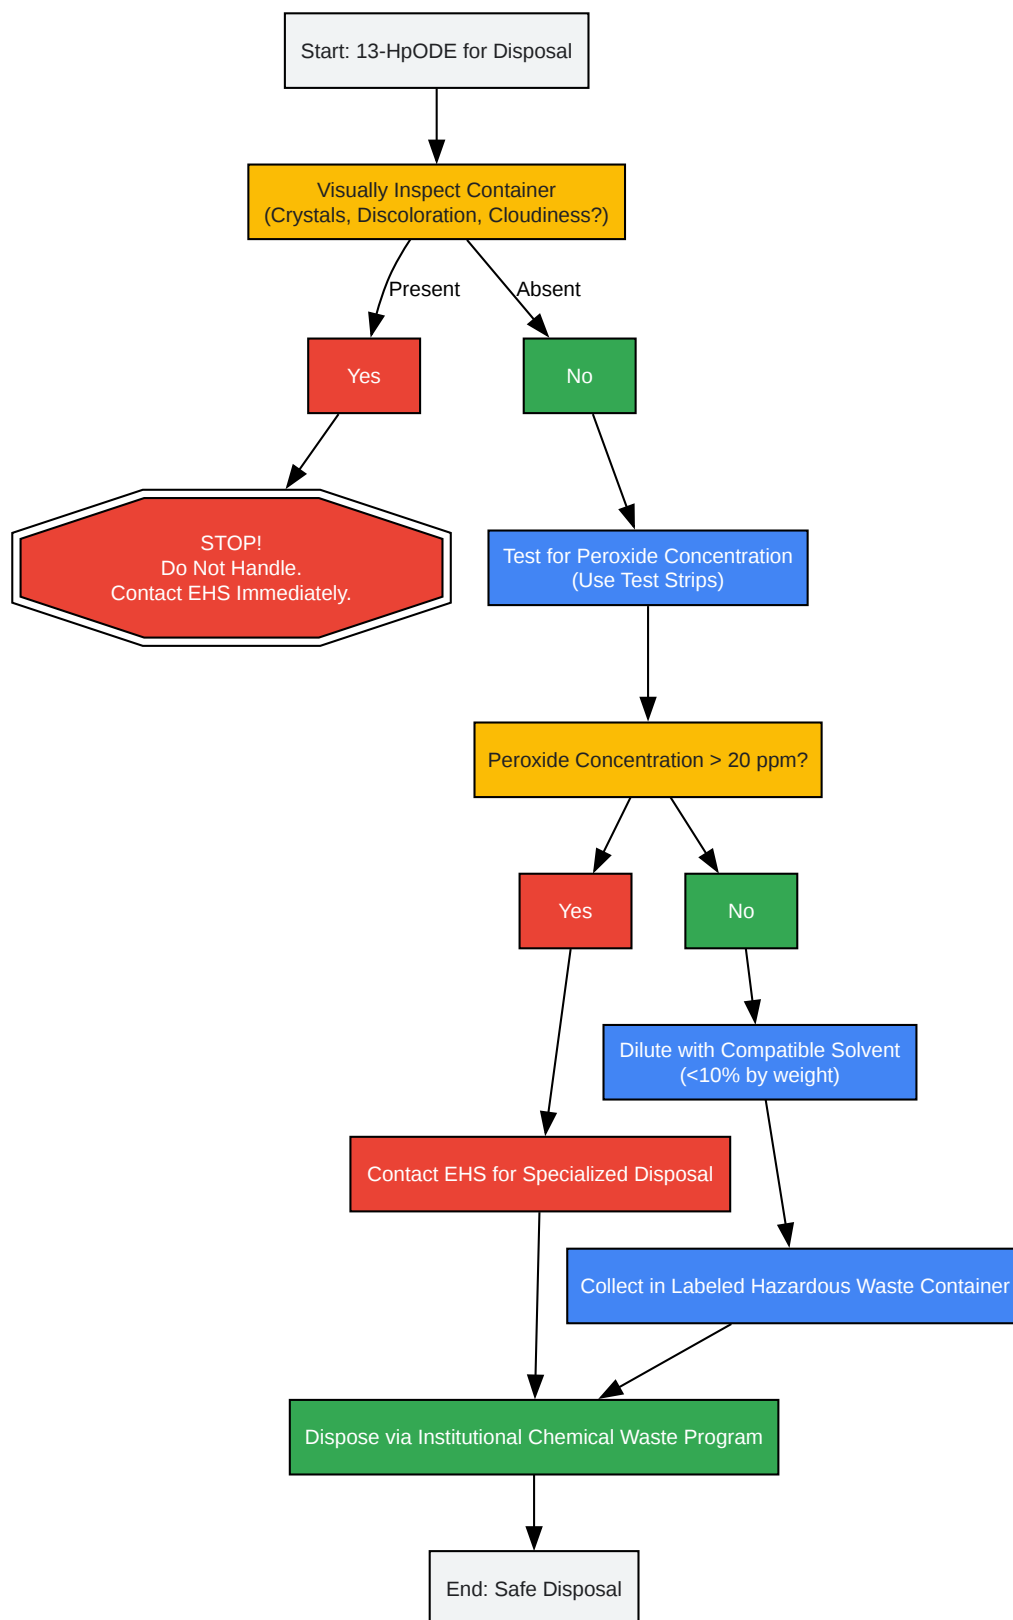 Start: 13-HpODE for Disposal
Visually Inspect Container
(Crystals, Discoloration, Cloudiness?)
Present
Absent
Yes
No
STOP!
Do Not Handle.
Contact EHS Immediately.
Test for Peroxide Concentration
(Use Test Strips)
Peroxide Concentration > 20 ppm?
Yes
No
Dilute with Compatible Solvent
(<10% by weight)
Contact EHS for Specialized Disposal
Collect in Labeled Hazardous Waste Container
Dispose via Institutional Chemical Waste Program
End: Safe Disposal